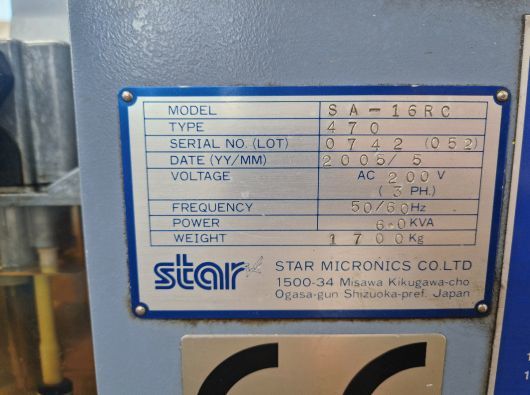 MODEL SA-16RC
TYPE 470
SERIAL NO. (LOT) 0742 (052)
DATE (YY/MM) 2005/ 5
VOLTAGE AC 200 V
( 3 PH.)
FREQUENCY 50/60Hz
POWER 6.0KVA
WEIGHT 1700Kg
star STAR MICRONICS CO.LTD
1500-34 Misawa Kikugawa-cho
Ogasa-gun Shizuoka-pref. Japan
CE